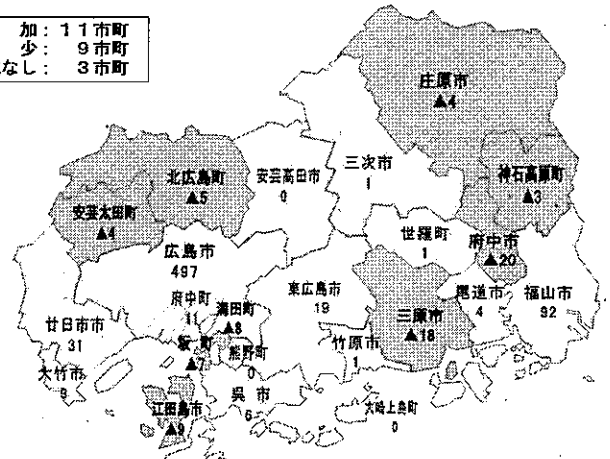 加：11市町
少：9市町
なし：3市町
庄原市
▲4
北広島町
▲5
安芸高田市
0
三次市
1
神石高原町
▲3
安芸太田町
▲4
世羅町
1
府中市
▲20
広島市
497
東広島市
19
尾道市
4
福山市
92
府中町
11
海田町
▲8
三原市
▲18
廿日市市
31
坂町
▲7
熊野町
0
竹原市
1
大竹市
江田島市
▲9
呉市
6
大崎上島町
0